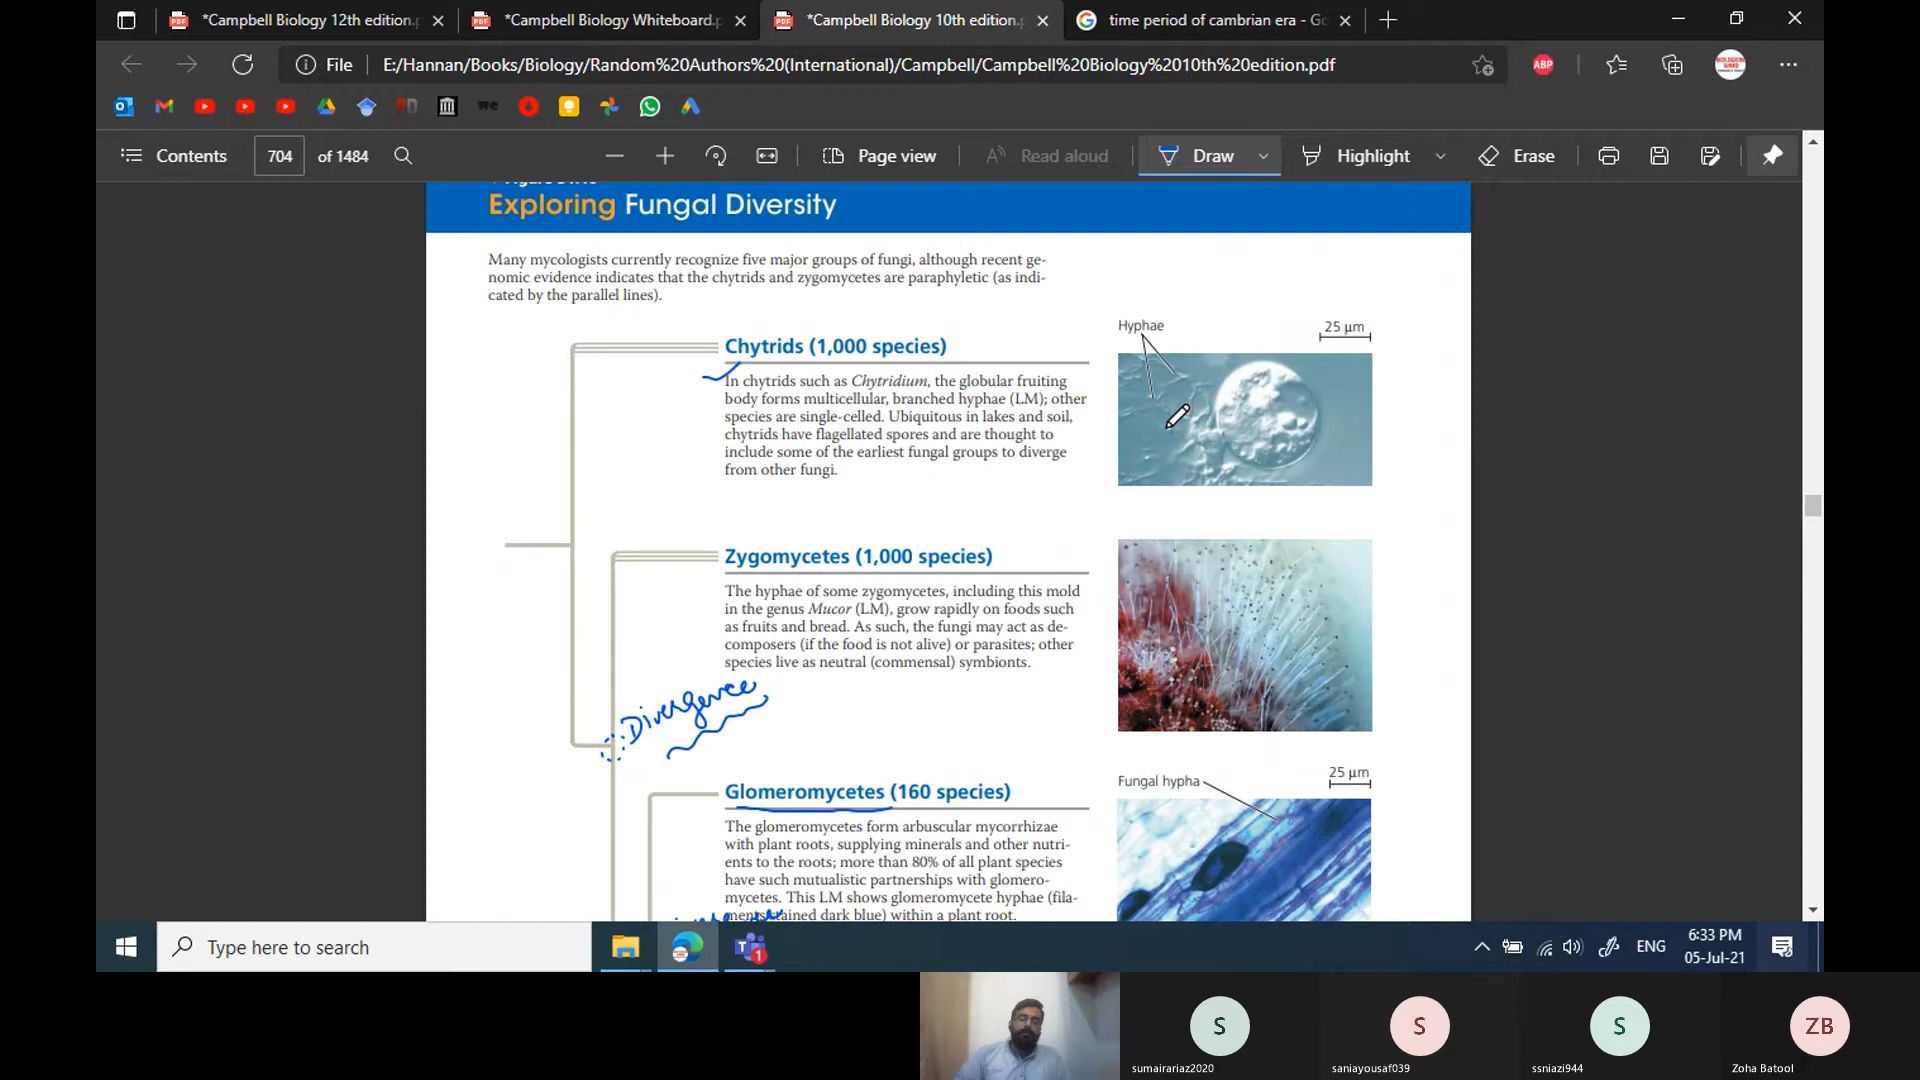 *Campbell Biology 12th edition.p
*Campbell Biology Whiteboard.p
*Campbell Biology 10th edition.p
time period of cambrian era - Go
File
E:/Hannan/Books/Biology/Random%20Authors%20(International)/Campbell/Campbell%20Biology%2010th%20edition.pdf
ABP
Contents
704
of 1484
Page view
Read aloud
Draw
Highlight
Erase
Exploring Fungal Diversity
Many mycologists currently recognize five major groups of fungi, although recent ge-
nomic evidence indicates that the chytrids and zygomycetes are paraphyletic (as indi-
cated by the parallel lines).
Hyphae
25 µm
Chytrids (1,000 species)
In chytrids such as Chytridium, the globular fruiting
body forms multicellular, branched hyphae (LM); other
species are single-celled. Ubiquitous in lakes and soil,
chytrids have flagellated spores and are thought to
include some of the earliest fungal groups to diverge
from other fungi.
Zygomycetes (1,000 species)
The hyphae of some zygomycetes, including this mold
in the genus Mucor (LM), grow rapidly on foods such
as fruits and bread. As such, the fungi may act as de-
composers (if the food is not alive) or parasites; other
species live as neutral (commensal) symbionts.
Divergence
25 µm
Fungal hypha
Glomeromycetes (160 species)
The glomeromycetes form arbuscular mycorrhizae
with plant roots, supplying minerals and other nutri-
ents to the roots; more than 80% of all plant species
have such mutualistic partnerships with glomero-
mycetes. This LM shows glomeromycete hyphae (fila-
ments stained dark blue) within a plant root.
Type here to search
1
ENG
6:33 PM
05-Jul-21
S
S
S
ZB
sumairariaz2020
saniayousaf039
ssniazi944
Zoha Batool